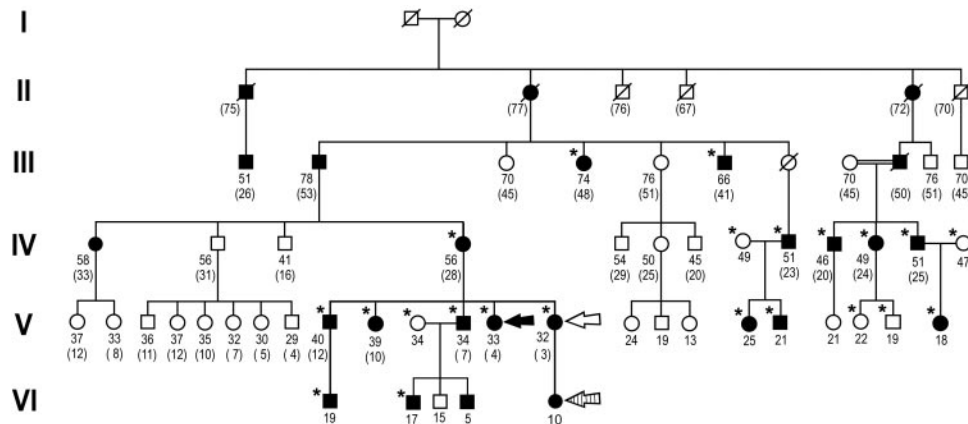 I
II
(75) (77) (76) (67) (72) (70)
III
* *
51 78 70 74 76 66 70 (50) 76 70
(26) (53) (45) (48) (51) (41) (45) (51) (45)
IV
* * * * * * *
58 56 41 56 54 50 45 49 51 46 49 51 47
(33) (31) (16) (28) (29) (25) (20) (23) (20) (24) (25)
V
* * * * * * * * * * *
37 33 36 37 35 32 30 29 40 39 34 34 33 32 24 19 13 25 21 21 22 19 18
(12) (8) (11) (12) (10) (7) (5) (4) (12) (10) (7) (4) (3)
VI
* *
19 17 15 5 10